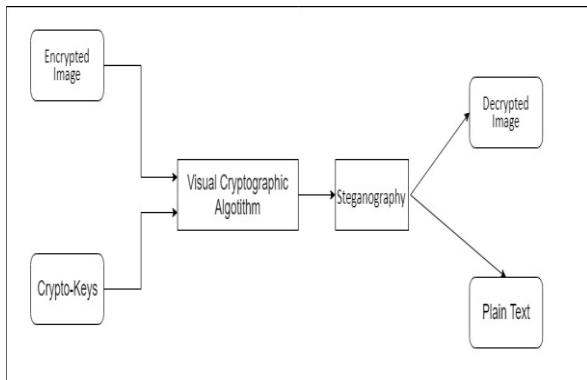 Encrypted
Image
Decrypted
Image
Visual Cryptographic
Algotithm
Steganography
Crypto-Keys
Plain Text